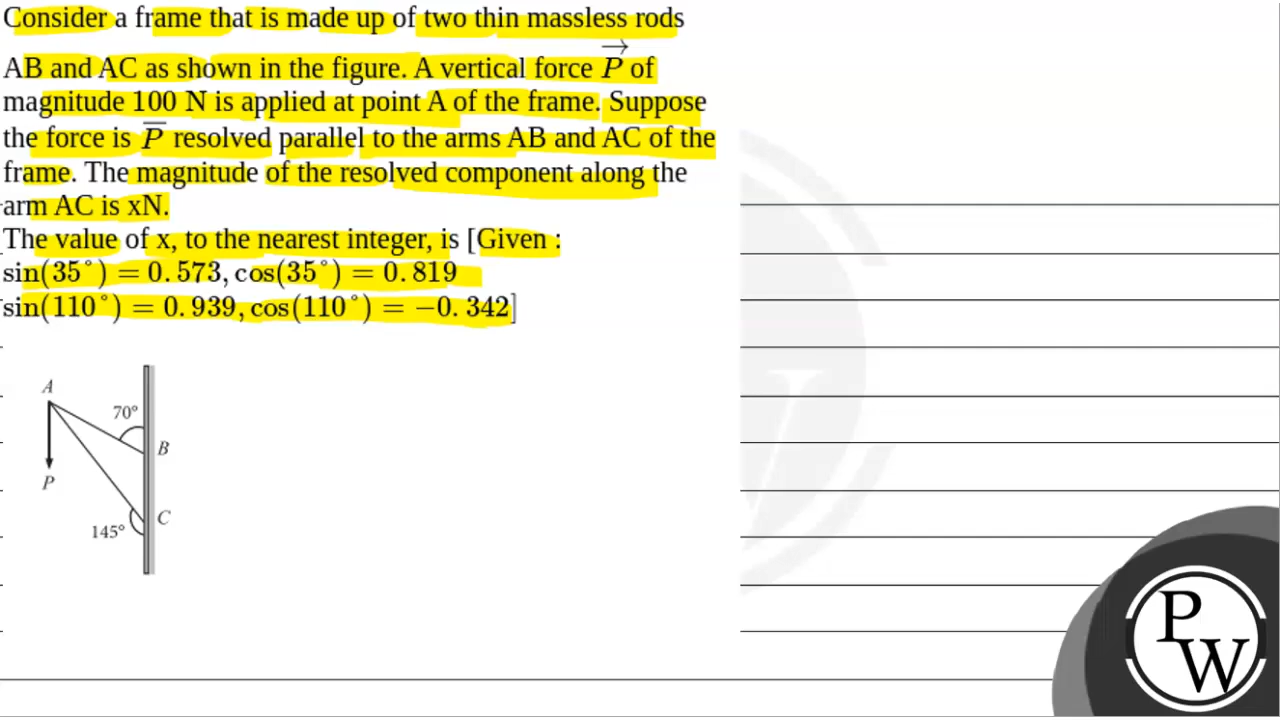 Consider a frame that is made up of two thin massless rods
AB and AC as shown in the figure. A vertical force $\overrightarrow{P}$ of
magnitude 100 N is applied at point A of the frame. Suppose
the force is $\overline{P}$ resolved parallel to the arms AB and AC of the
frame. The magnitude of the resolved component along the
arm AC is xN.
The value of x, to the nearest integer, is [Given :
sin(35°) = 0.573, cos(35°) = 0.819
sin(110°) = 0.939, cos(110°) = −0.342]
A
70°
B
P
C
145°
P
W